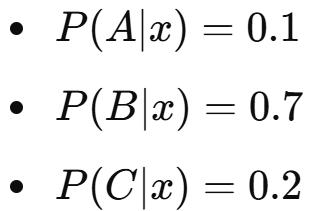 • P(A|x) = 0.1
• P(B|x) = 0.7
• P(C|x) = 0.2